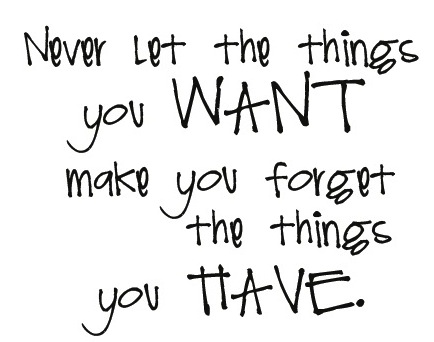 Never Let the things
you WANT
make you forget
the things
you HAVE.